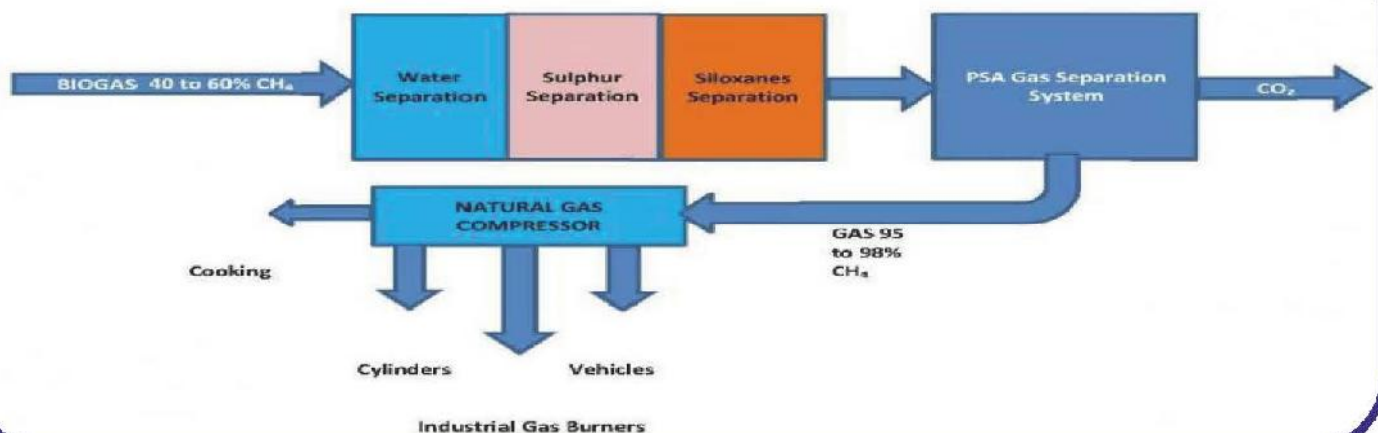 BIOGAS 40 to 60% CH₄
Water
Separation
Sulphur
Separation
Siloxanes
Separation
PSA Gas Separation
System
CO₂
NATURAL GAS
COMPRESSOR
GAS 95
to 98%
CH₄
Cooking
Cylinders
Vehicles
Industrial Gas Burners